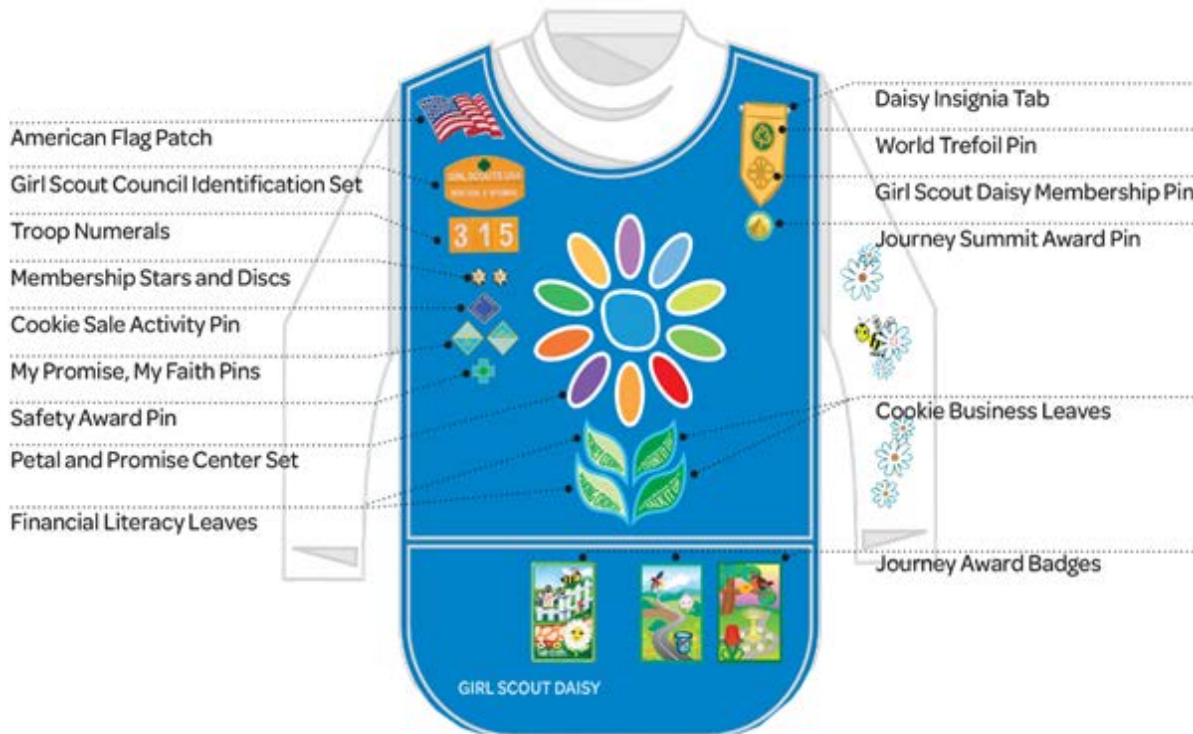 American Flag Patch
Girl Scout Council Identification Set
Troop Numerals
Membership Stars and Discs
Cookie Sale Activity Pin
My Promise, My Faith Pins
Safety Award Pin
Petal and Promise Center Set
Financial Literacy Leaves
GIRL SCOUTS USA
315
GIRL SCOUT DAISY
Daisy Insignia Tab
World Trefoil Pin
Girl Scout Daisy Membership Pin
Journey Summit Award Pin
Cookie Business Leaves
Journey Award Badges